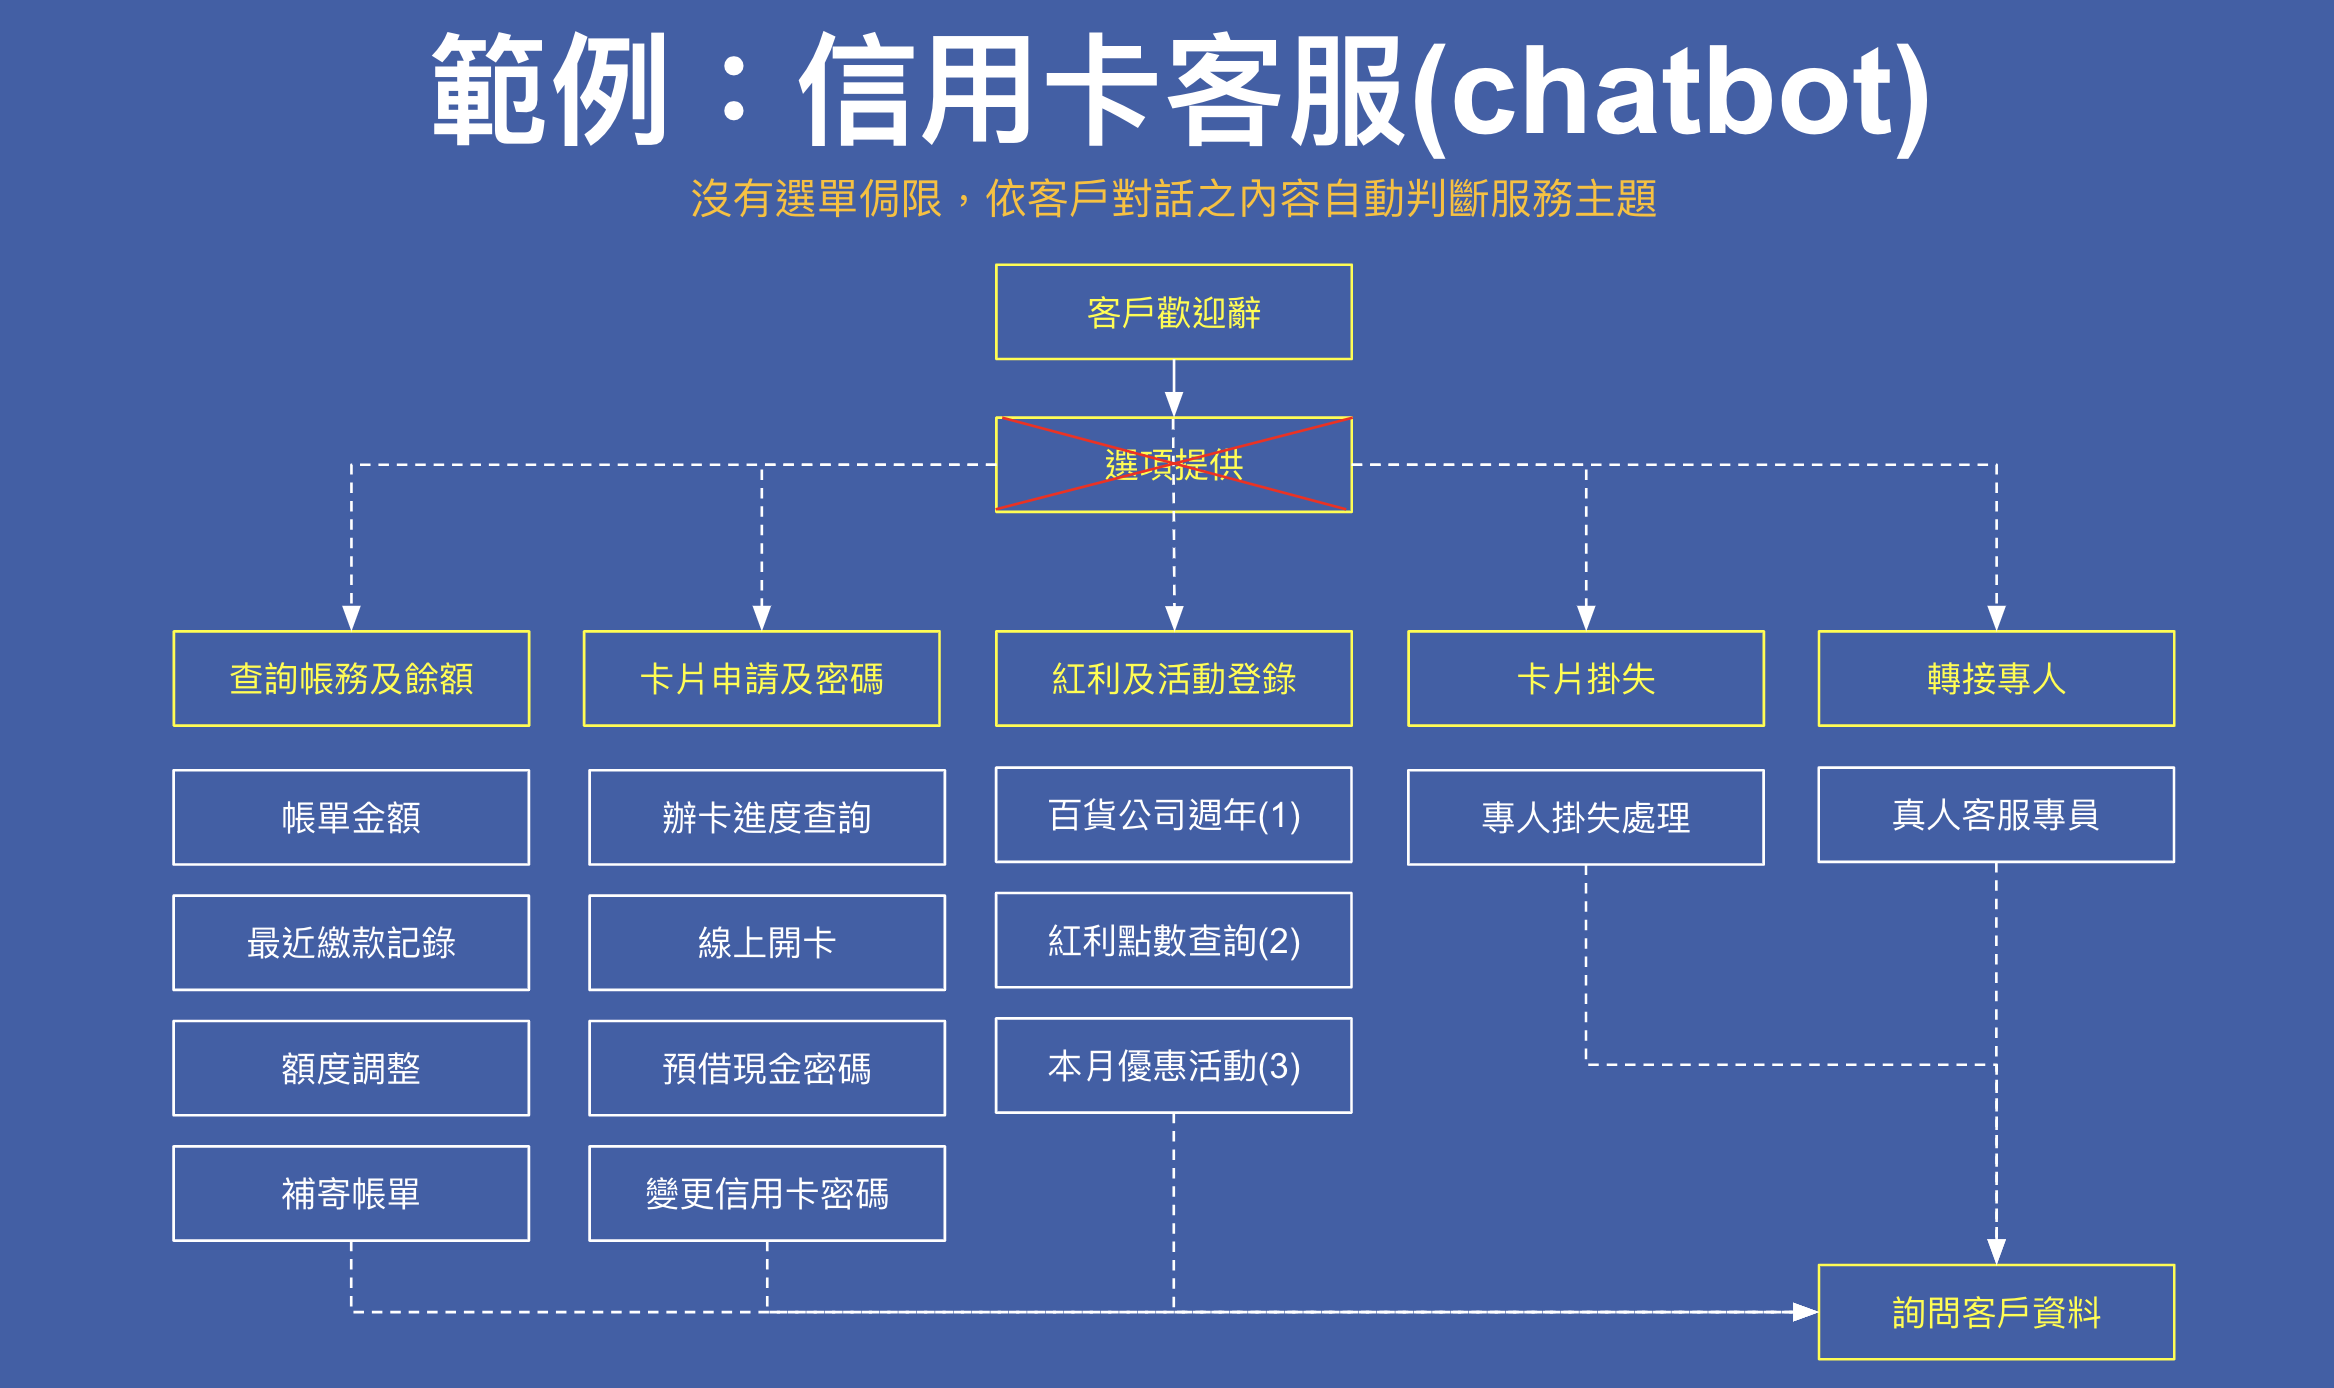 範例：信用卡客服(chatbot)
沒有選單侷限，依客戶對話之內容自動判斷服務主題
客戶歡迎辭
選項提供
查詢帳務及餘額
卡片申請及密碼
紅利及活動登錄
卡片掛失
轉接專人
帳單金額
辦卡進度查詢
百貨公司週年(1)
專人掛失處理
真人客服專員
最近繳款記錄
線上開卡
紅利點數查詢(2)
額度調整
預借現金密碼
本月優惠活動(3)
補寄帳單
變更信用卡密碼
詢問客戶資料